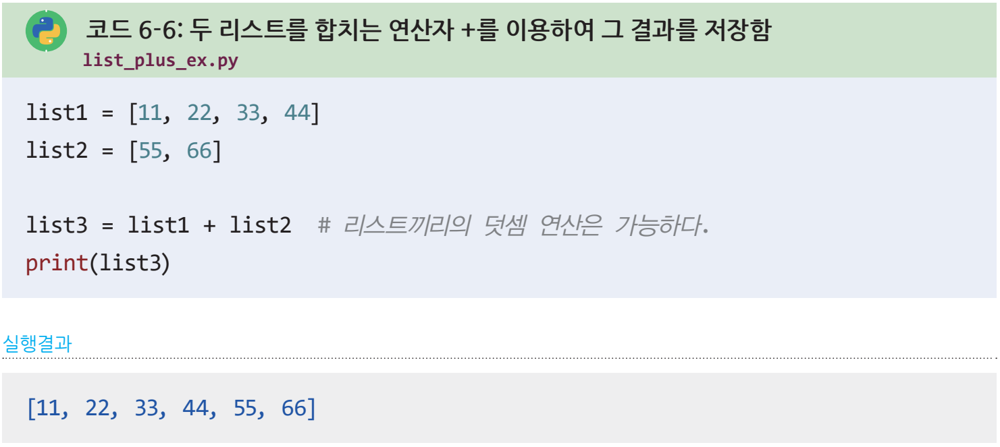 코드 6-6: 두 리스트를 합치는 연산자 +를 이용하여 그 결과를 저장함
list_plus_ex.py
list1 = [11, 22, 33, 44]
list2 = [55, 66]
list3 = list1 + list2  # 리스트끼리의 덧셈 연산은 가능하다.
print(list3)
실행결과
[11, 22, 33, 44, 55, 66]